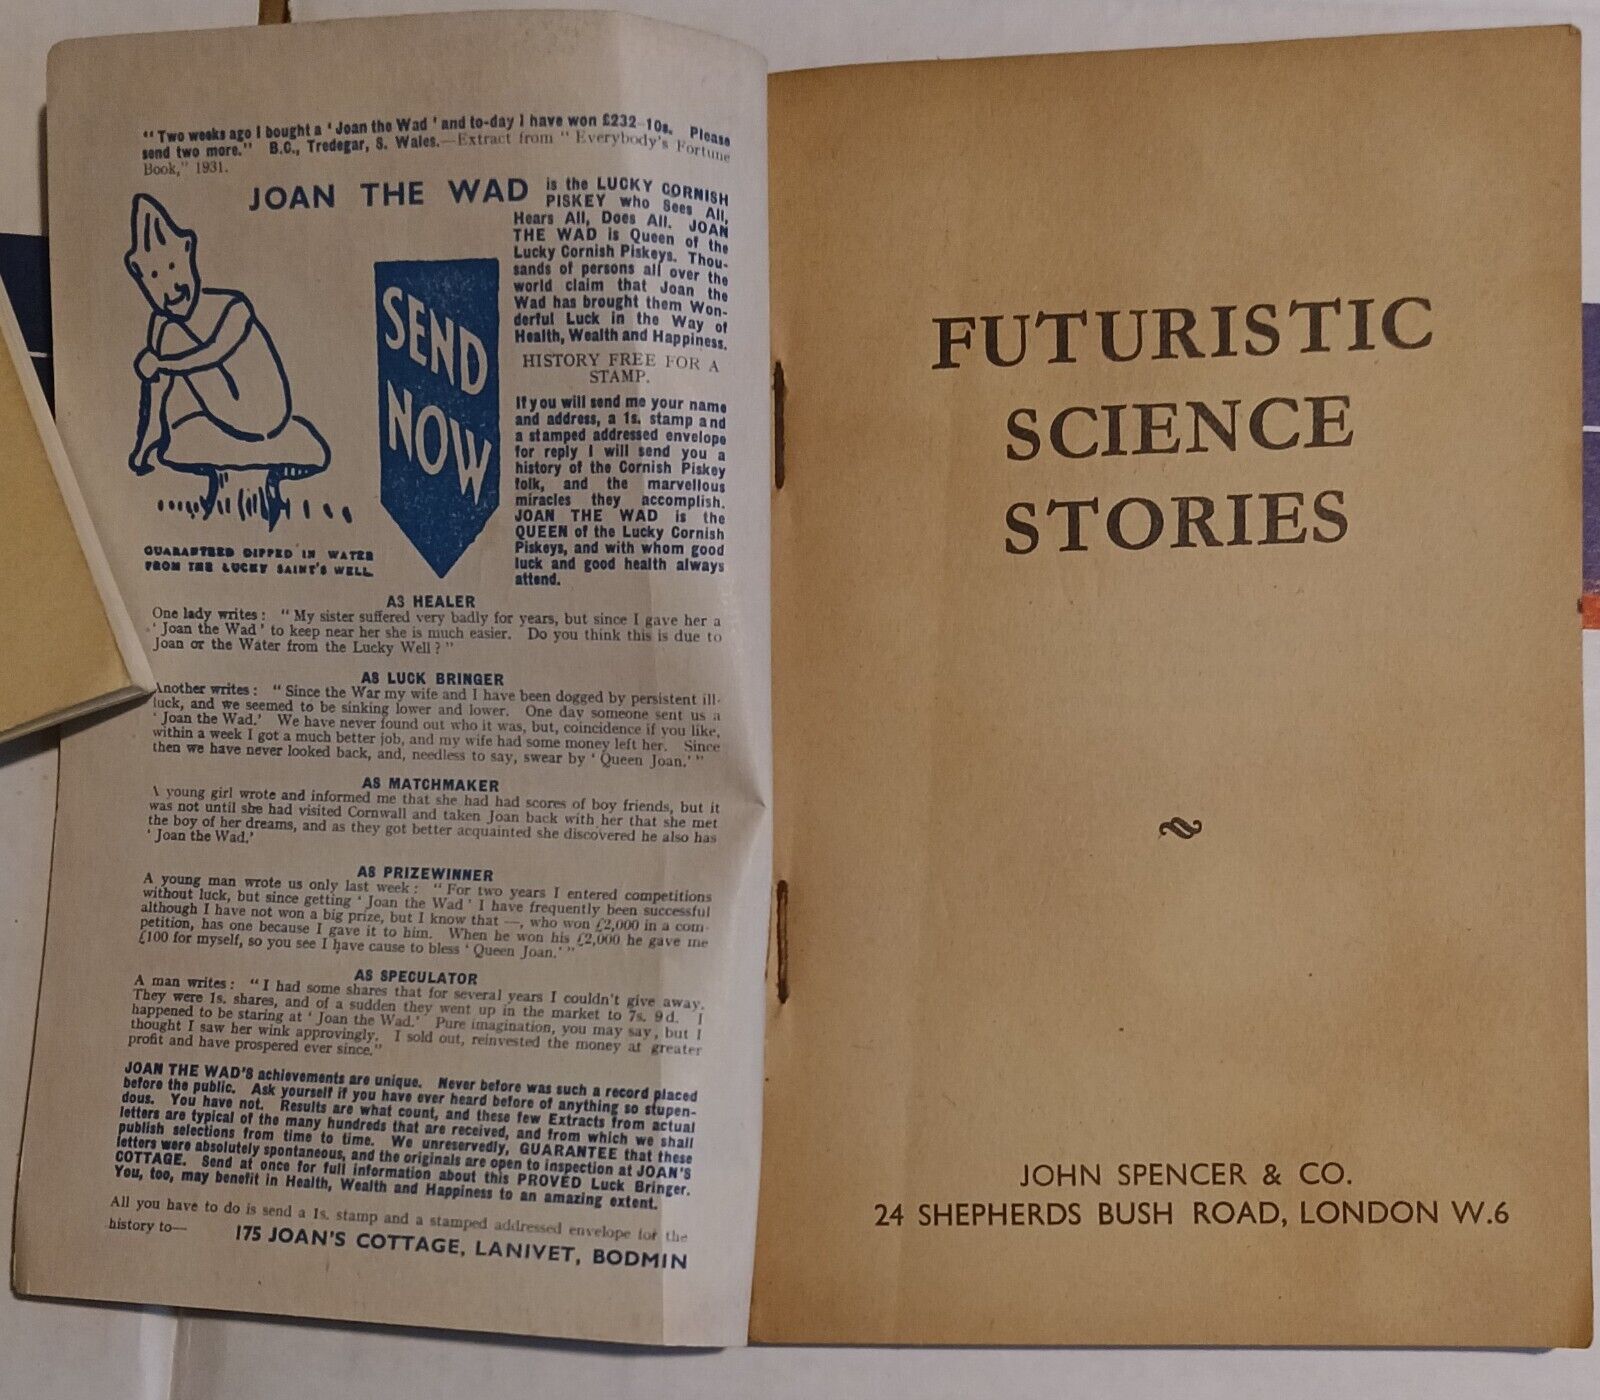 "Two weeks ago I bought a 'Joan the Wad' and to-day I have won £232-10s. Please
send two more." B.C., Tredegar, S. Wales.—Extract from "Everybody's Fortune
Book," 1931.
JOAN THE WAD is the LUCKY CORNISH
PISKEY who Sees All,
Hears All, Does All. JOAN
THE WAD is Queen of the
Lucky Cornish Piskeys. Thou-
sands of persons all over the
world claim that Joan the
Wad has brought them Won-
derful Luck in the Way of
Health, Wealth and Happiness.
HISTORY FREE FOR A
STAMP.
If you will send me your name
and address, a 1s. stamp and
a stamped addressed envelope
for reply I will send you a
history of the Cornish Piskey
folk, and the marvellous
miracles they accomplish.
JOAN THE WAD is the
QUEEN of the Lucky Cornish
Piskeys, and with whom good
luck and good health always
attend.
SEND
NOW
GUARANTEED DIPPED IN WATER
FROM THE LUCKY SAINT'S WELL.
AS HEALER
One lady writes: "My sister suffered very badly for years, but since I gave her a
'Joan the Wad' to keep near her she is much easier. Do you think this is due to
Joan or the Water from the Lucky Well?"
AS LUCK BRINGER
Another writes: "Since the War my wife and I have been dogged by persistent ill-
luck, and we seemed to be sinking lower and lower. One day someone sent us a
'Joan the Wad.' We have never found out who it was, but, coincidence if you like,
within a week I got a much better job, and my wife had some money left her. Since
then we have never looked back, and, needless to say, swear by 'Queen Joan.'"
AS MATCHMAKER
A young girl wrote and informed me that she had had scores of boy friends, but it
was not until she had visited Cornwall and taken Joan back with her that she met
the boy of her dreams, and as they got better acquainted she discovered he also has
'Joan the Wad.'
AS PRIZEWINNER
A young man wrote us only last week: "For two years I entered competitions
without luck, but since getting 'Joan the Wad' I have frequently been successful
although I have not won a big prize, but I know that —, who won £2,000 in a com-
petition, has one because I gave it to him. When he won his £2,000 he gave me
£100 for myself, so you see I have cause to bless 'Queen Joan.'"
AS SPECULATOR
A man writes: "I had some shares that for several years I couldn't give away.
They were 1s. shares, and of a sudden they went up in the market to 7s. 9d. I
happened to be staring at 'Joan the Wad.' Pure imagination, you may say, but I
thought I saw her wink approvingly. I sold out, reinvested the money at greater
profit and have prospered ever since."
JOAN THE WAD'S achievements are unique. Never before was such a record placed
before the public. Ask yourself if you have ever heard before of anything so stupen-
dous. You have not. Results are what count, and these few Extracts from actual
letters are typical of the many hundreds that are received, and from which we shall
publish selections from time to time. We unreservedly, GUARANTEE that these
letters were absolutely spontaneous, and the originals are open to inspection at JOAN'S
COTTAGE. Send at once for full information about this PROVED Luck Bringer.
You, too, may benefit in Health, Wealth and Happiness to an amazing extent.
All you have to do is send a 1s. stamp and a stamped addressed envelope for the
history to—
175 JOAN'S COTTAGE, LANIVET, BODMIN
FUTURISTIC
SCIENCE
STORIES
JOHN SPENCER & CO.
24 SHEPHERDS BUSH ROAD, LONDON W.6